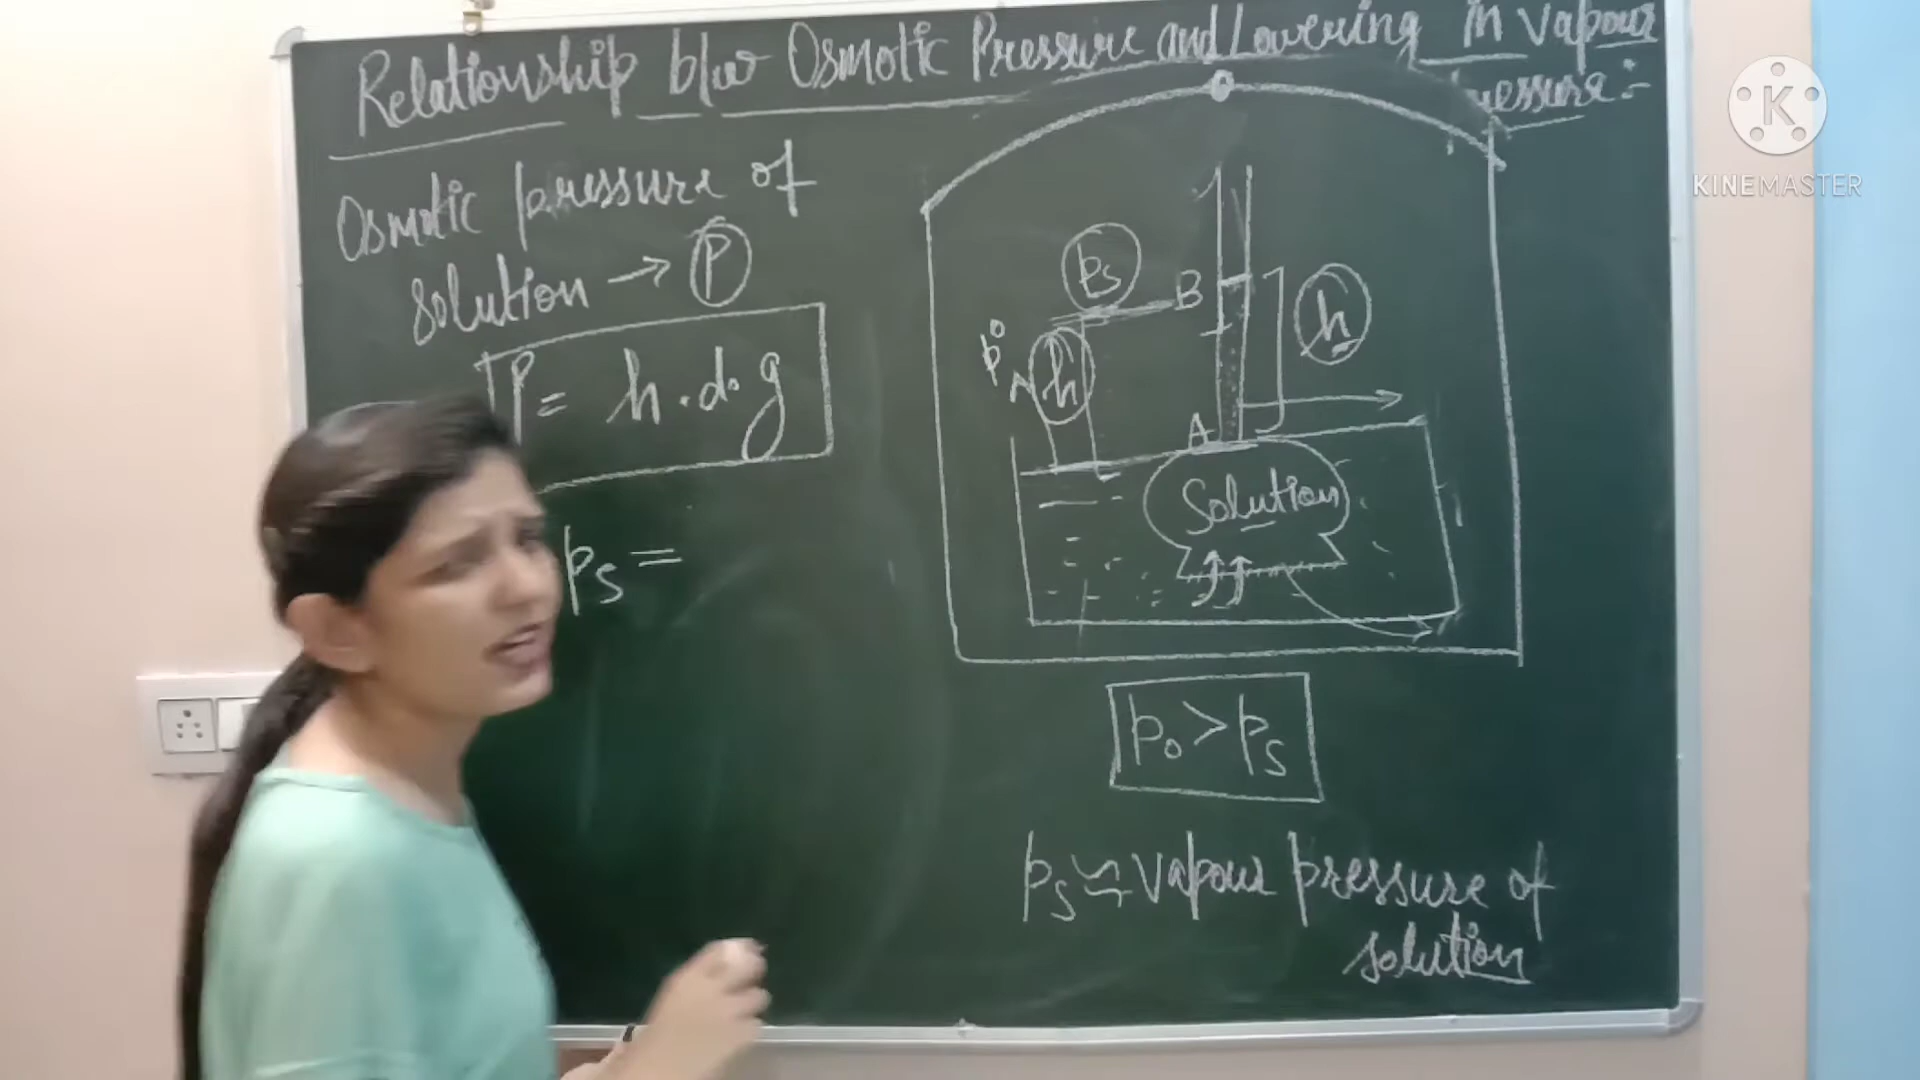 Relationship b/w Osmotic Pressure and Lowering in Vapour
pressure:-
Osmotic pressure of
solution → P
P = h.d.g
ps =
ps
B
h
p°
A
h
A
Solution
p₀ > ps
ps ≃ vapour pressure of
solution
K
KINEMASTER